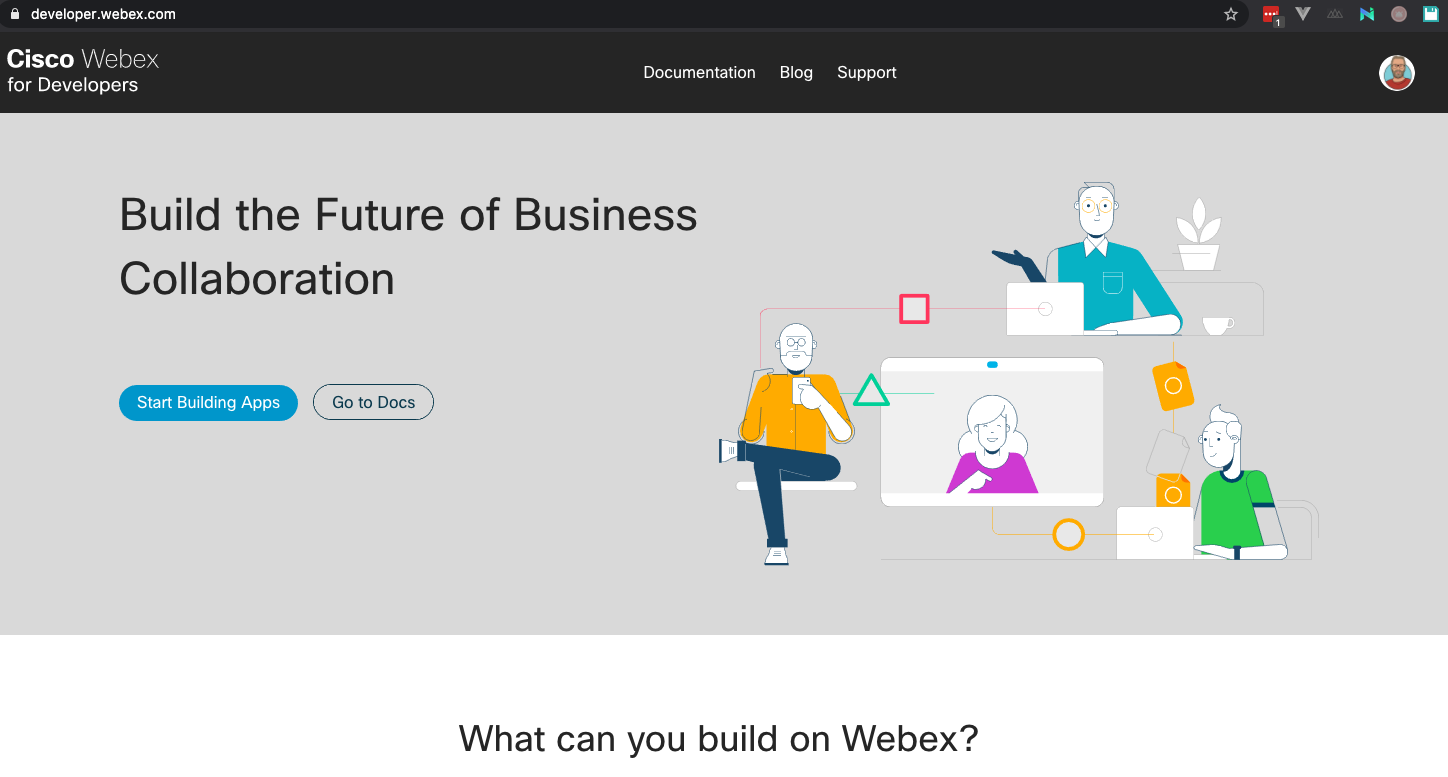 developer.webex.com
1
Cisco Webex
for Developers
Documentation Blog Support
Build the Future of Business
Collaboration
Start Building Apps Go to Docs
What can you build on Webex?